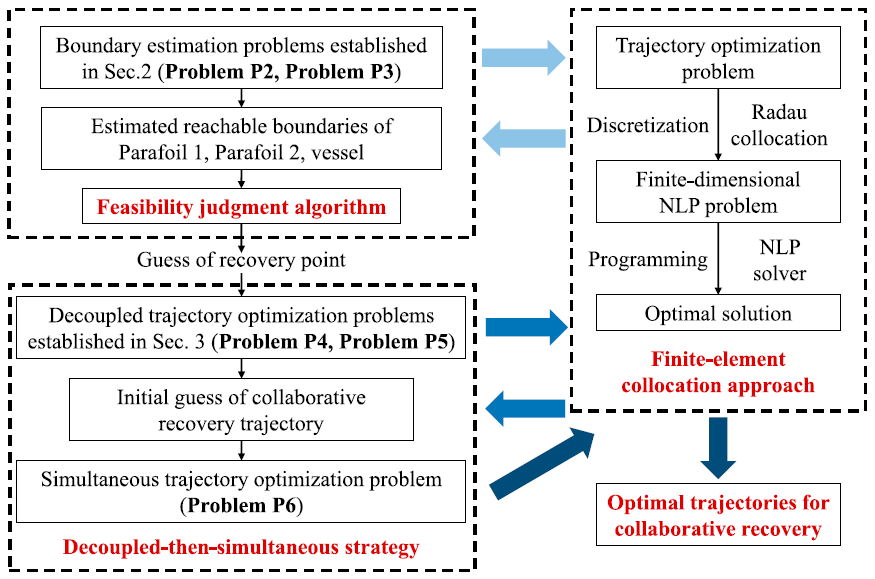 Boundary estimation problems established
in Sec.2 (Problem P2, Problem P3)
Estimated reachable boundaries of
Parafoil 1, Parafoil 2, vessel
Feasibility judgment algorithm
Guess of recovery point
Decoupled trajectory optimization problems
established in Sec. 3 (Problem P4, Problem P5)
Initial guess of collaborative
recovery trajectory
Simultaneous trajectory optimization problem
(Problem P6)
Decoupled-then-simultaneous strategy
Trajectory optimization
problem
Discretization
Radau
collocation
Finite-dimensional
NLP problem
Programming
NLP
solver
Optimal solution
Finite-element
collocation approach
Optimal trajectories for
collaborative recovery